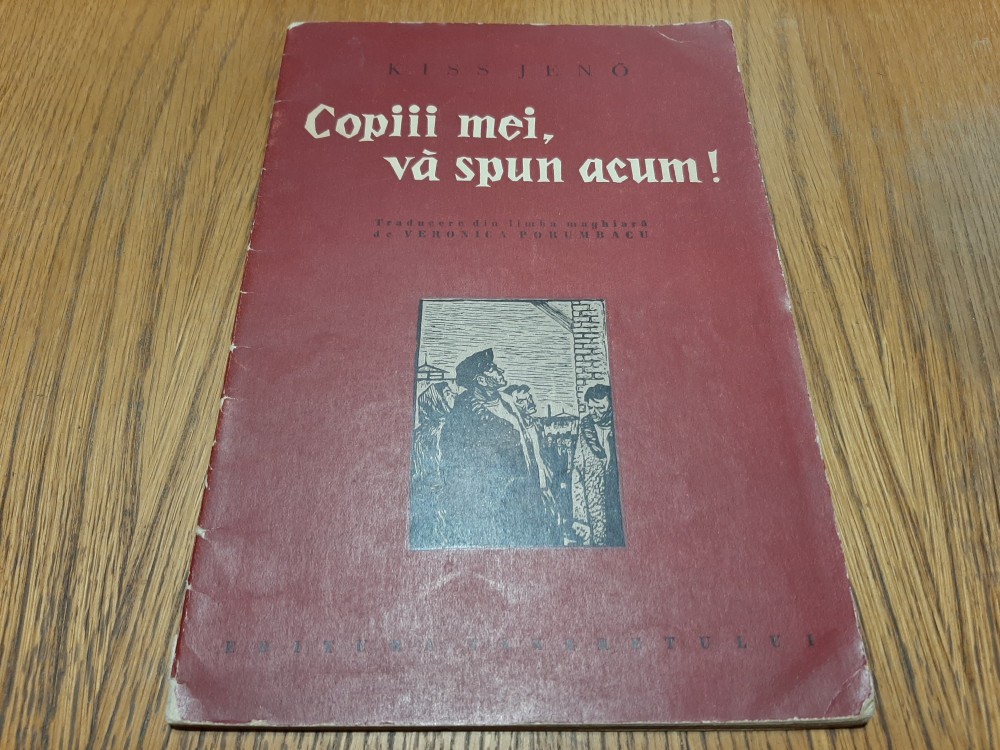 KISS JENŐ
Copiii mei,
vă spun acum!
Traducere din limba maghiară
de VERONICA PORUMBACU
EDITURA TINERETULUI